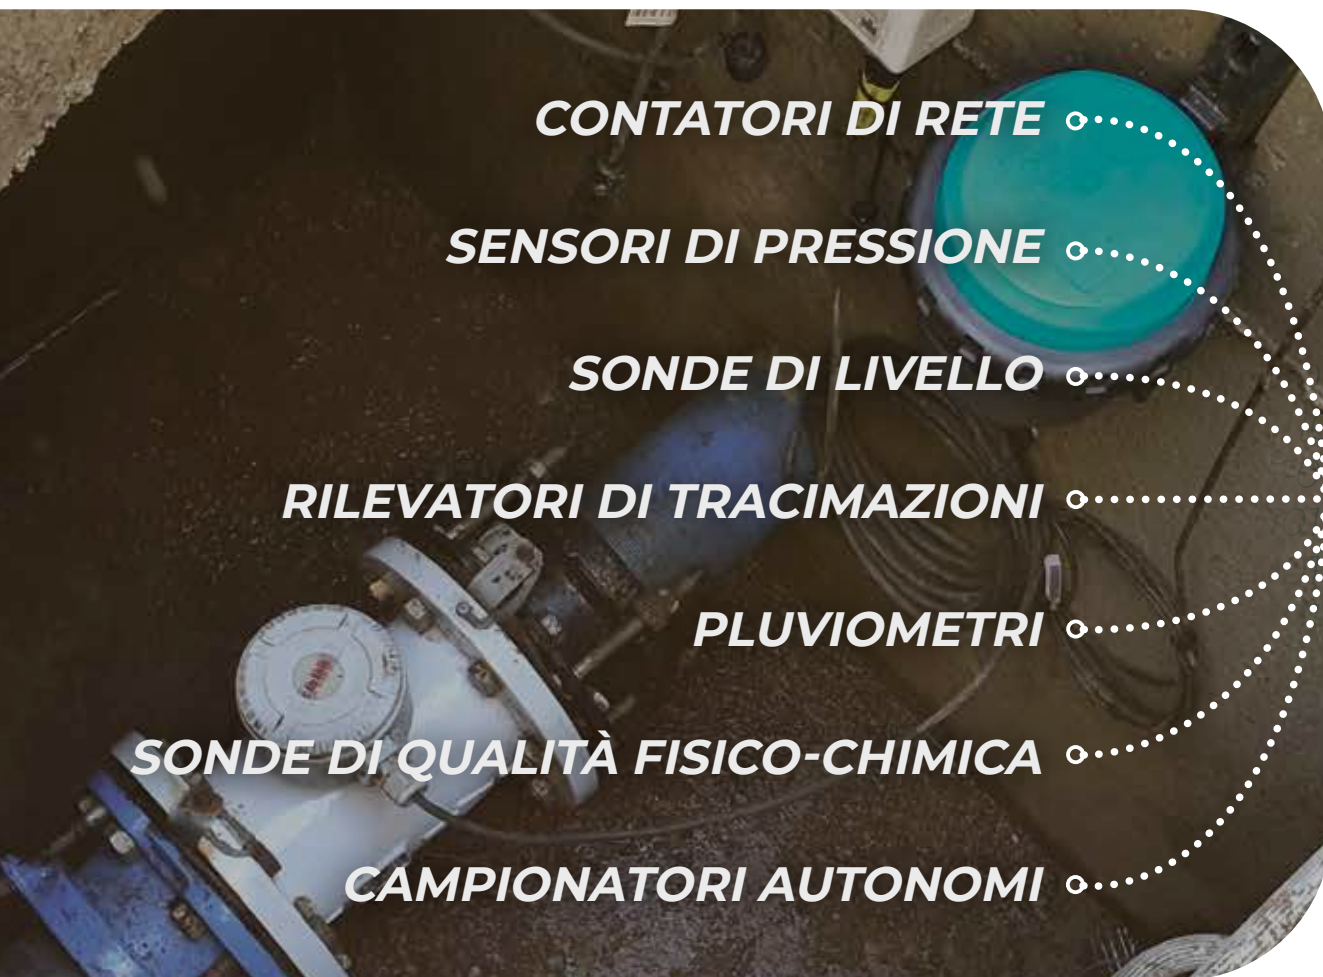 CONTATORI DI RETE
SENSORI DI PRESSIONE
SONDE DI LIVELLO
RILEVATORI DI TRACIMAZIONI
PLUVIOMETRI
SONDE DI QUALITÀ FISICO-CHIMICA
CAMPIONATORI AUTONOMI